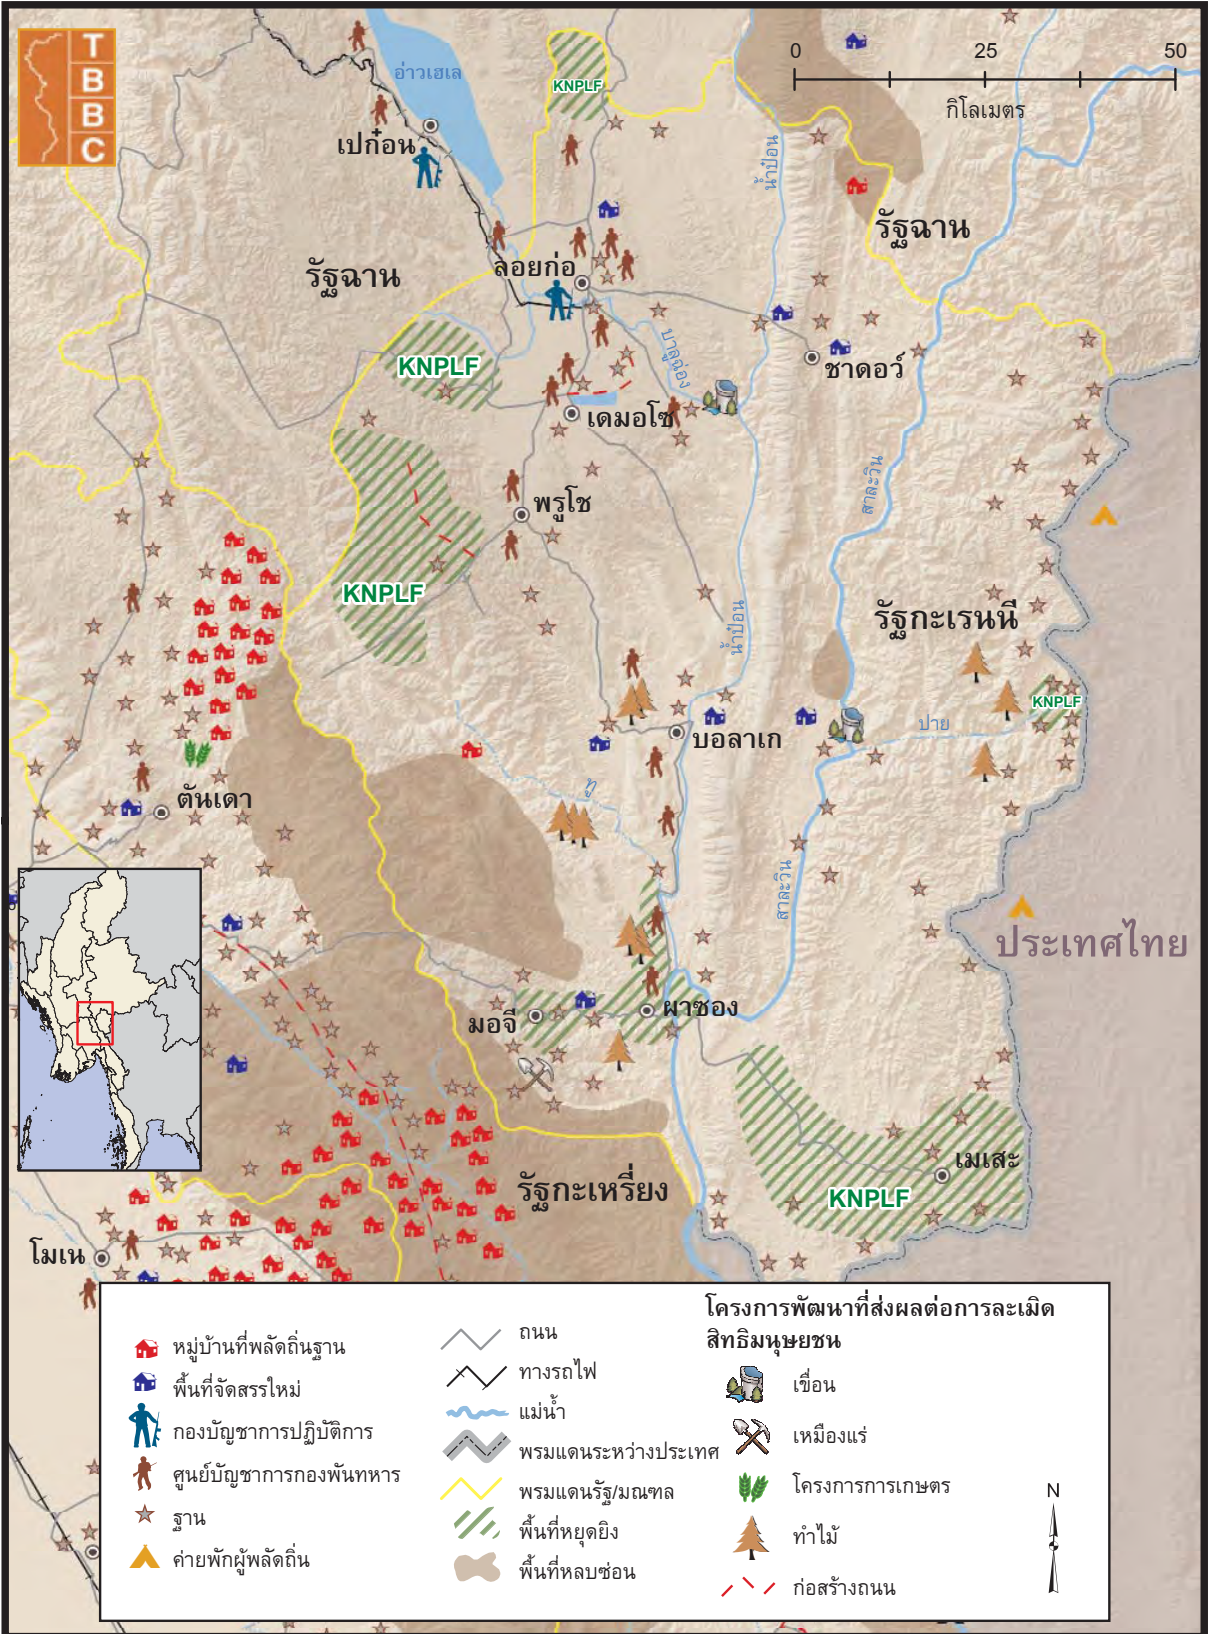 T
B
B
C
อ่าวเฮเล
KNPLF
0 25 50
กิโลเมตร
เปก๋อน
น้ำป๋อน
รัฐฉาน
รัฐฉาน
ลอยก่อ
บาลูฉ่อง
ชาดอว์
KNPLF
เดมอโซ
สาละวิน
พรูโช
KNPLF
น้ำป๋อน
รัฐกะเรนนี
KNPLF
ปาย
บอลาเก
ตันเดา
ทู
สาละวิน
ประเทศไทย
มอจี
ผาซอง
เมเสะ
รัฐกะเหรี่ยง
KNPLF
โมเน
หมู่บ้านที่พลัดถิ่นฐาน
พื้นที่จัดสรรใหม่
กองบัญชาการปฏิบัติการ
ศูนย์บัญชาการกองพันทหาร
ฐาน
ค่ายพักผู้พลัดถิ่น
ถนน
ทางรถไฟ
แม่น้ำ
พรมแดนระหว่างประเทศ
พรมแดนรัฐ/มณฑล
พื้นที่หยุดยิง
พื้นที่หลบซ่อน
โครงการพัฒนาที่ส่งผลต่อการละเมิด
สิทธิมนุษยชน
เขื่อน
เหมืองแร่
โครงการการเกษตร
ทำไม้
ก่อสร้างถนน
N